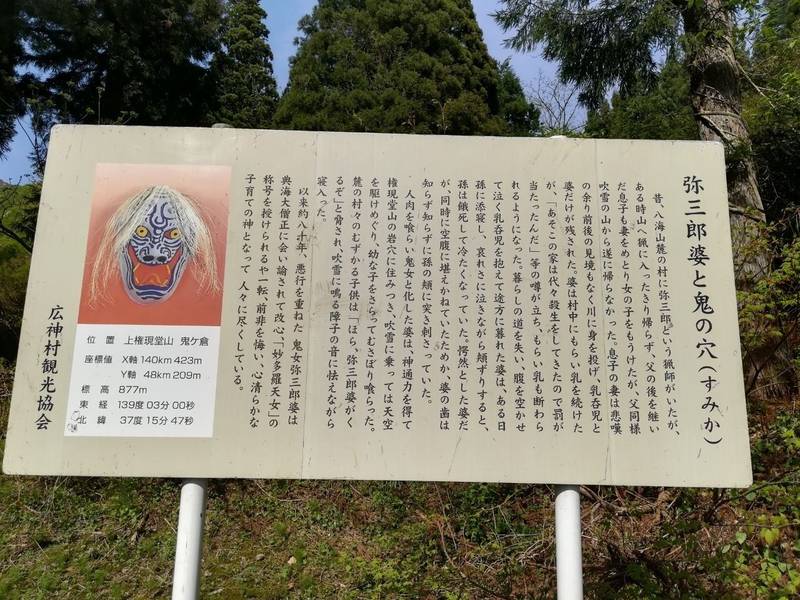 弥三郎婆と鬼の穴(すみか)
昔、八海山麓の村に弥三郎という猟師がいたが、
ある時山へ猟に入ったきり帰らず、父の後を継い
だ息子も妻をめとり女の子をもうけたが、父同様
吹雪の山から遂に帰らなかった。息子の妻は悲嘆
の余り前後の見境もなく川に身を投げ、乳呑児と
婆だけが残された。婆は村中にもらい乳を続けた
が、「あそこの家は代々殺生をしてきたので罰が
当たったんだ」等の噂が立ち、もらい乳も断わら
れるようになった。暮らしの道を失い、腹を空かせ
て泣く乳呑児を抱えて途方に暮れた婆は、ある日
孫に添寝し、哀れさに泣きながら頬ずりすると、
孫は餓死して冷たくなっていた。愕然とした婆だ
が、同時に空腹に堪えかねていたためか、婆の歯は
知らず知らずに孫の頬に突き刺さっていた。
人肉を喰らい鬼女と化した婆は神通力を得て
権現堂山の岩穴に住みつき、吹雪に乗っては天空
を駆けめぐり、幼な子をさらってむさぼり喰らった。
麓の村々のむずかる子供は「ほらっ弥三郎婆がく
るぞ」と脅され、吹雪に鳴る障子の音に怯えながら
寝入った。
以来約八十年、悪行を重ねた 鬼女弥三郎婆は
典海大僧正に会い諭されて改心、「妙多羅天女」の
称号を授けられるや一転 前非を悔い、心清らかな
子育ての神となって 人々に尽くしている。
位 置 上権現堂山 鬼ケ倉
座標値 X軸 140km 423m
Y軸 48km 209m
標 高 877m
東 経 139度 03分 00秒
北 緯 37度 15分 47秒
広神村観光協会